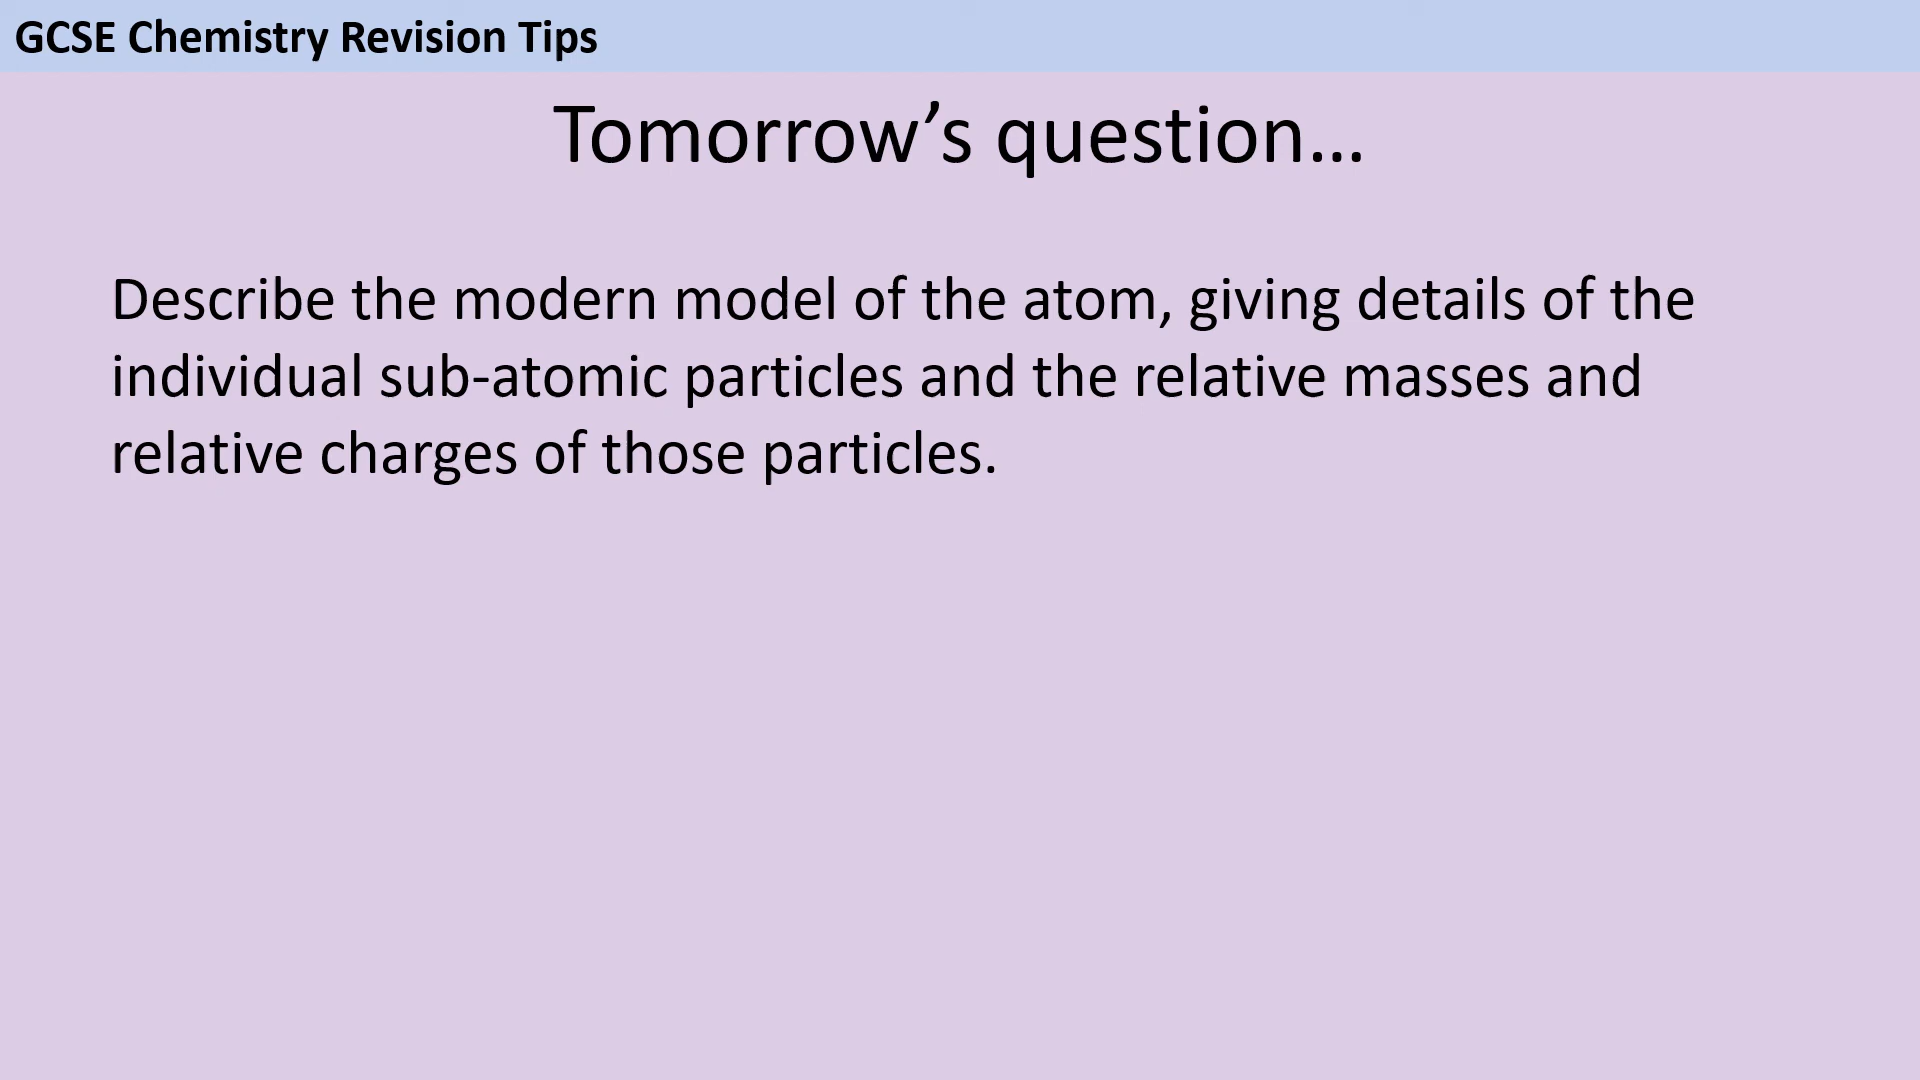 GCSE Chemistry Revision Tips
Tomorrow’s question…
Describe the modern model of the atom, giving details of the
individual sub-atomic particles and the relative masses and
relative charges of those particles.